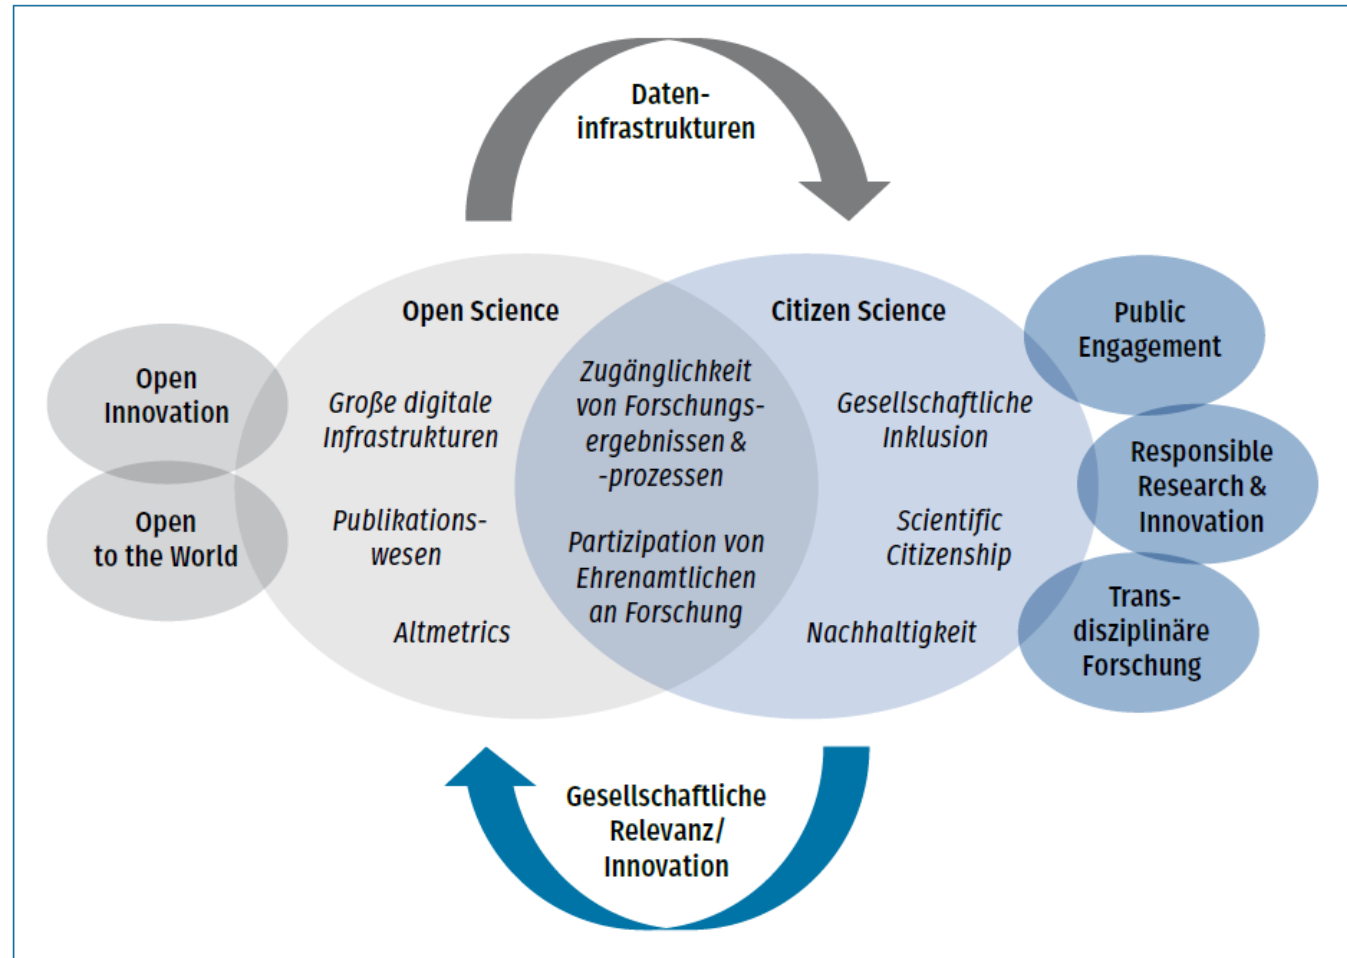 Daten-
infrastrukturen
Open Science
Citizen Science
Open
Innovation
Open
to the World
Große digitale
Infrastrukturen
Publikations-
wesen
Altmetrics
Zugänglichkeit
von Forschungs-
ergebnissen &
-prozessen
Partizipation von
Ehrenamtlichen
an Forschung
Gesellschaftliche
Inklusion
Scientific
Citizenship
Nachhaltigkeit
Public
Engagement
Responsible
Research &
Innovation
Trans-
disziplinäre
Forschung
Gesellschaftliche
Relevanz/
Innovation